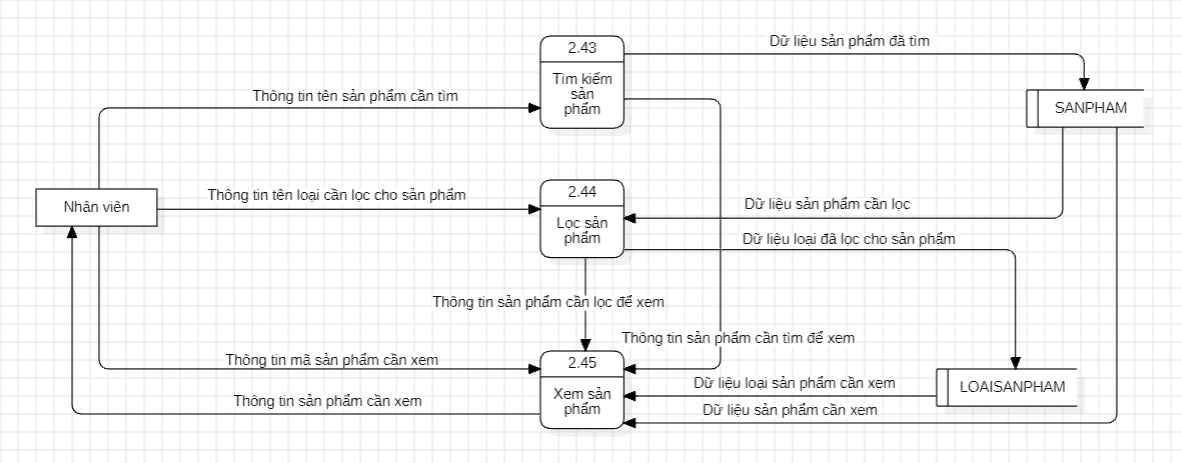 Dữ liệu sản phẩm đã tìm
2.43
Tìm kiếm
sản
phẩm
Thông tin tên sản phẩm cần tìm
SANPHAM
2.44
Thông tin tên loại cần lọc cho sản phẩm
Nhân viên
Dữ liệu sản phẩm cần lọc
Lọc sản
phẩm
Dữ liệu loại đã lọc cho sản phẩm
Thông tin sản phẩm cần lọc để xem
Thông tin sản phẩm cần tìm để xem
Thông tin mã sản phẩm cần xem
2.45
Dữ liệu loại sản phẩm cần xem
LOAISANPHAM
Xem sản
phẩm
Thông tin sản phẩm cần xem
Dữ liệu sản phẩm cần xem